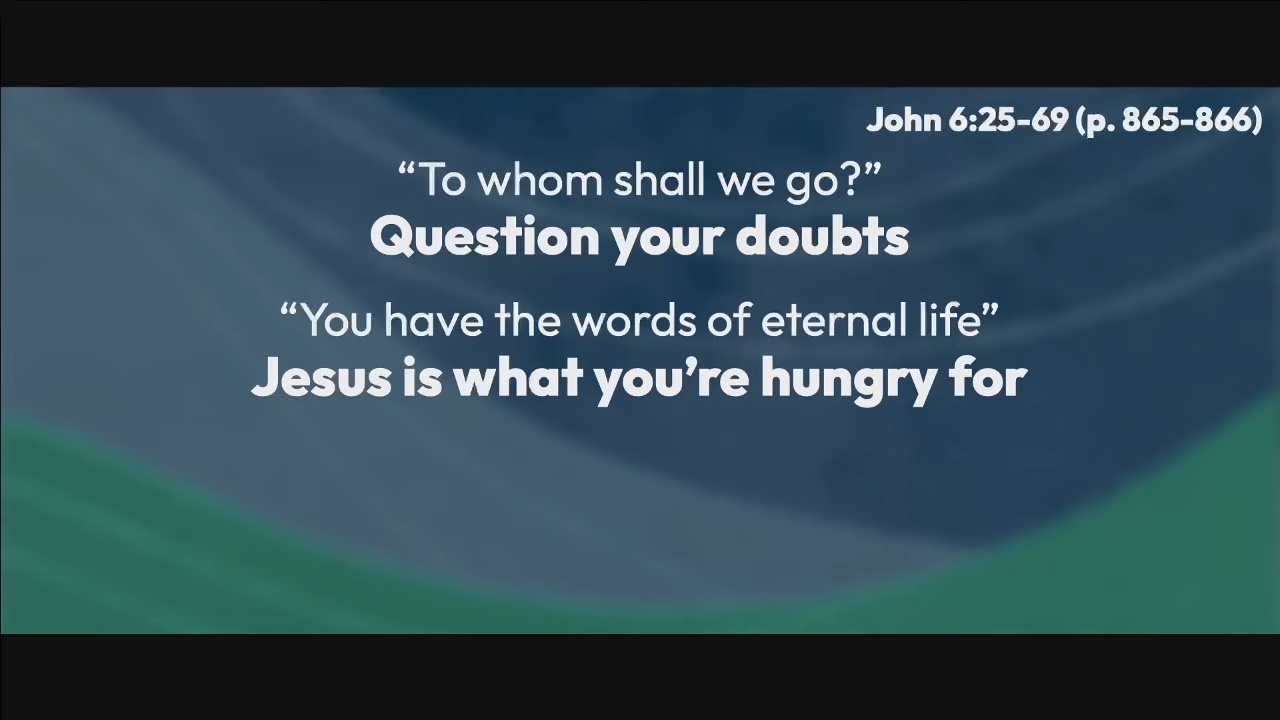 John 6:25-69 (p. 865-866)
“To whom shall we go?”
Question your doubts
“You have the words of eternal life”
Jesus is what you’re hungry for